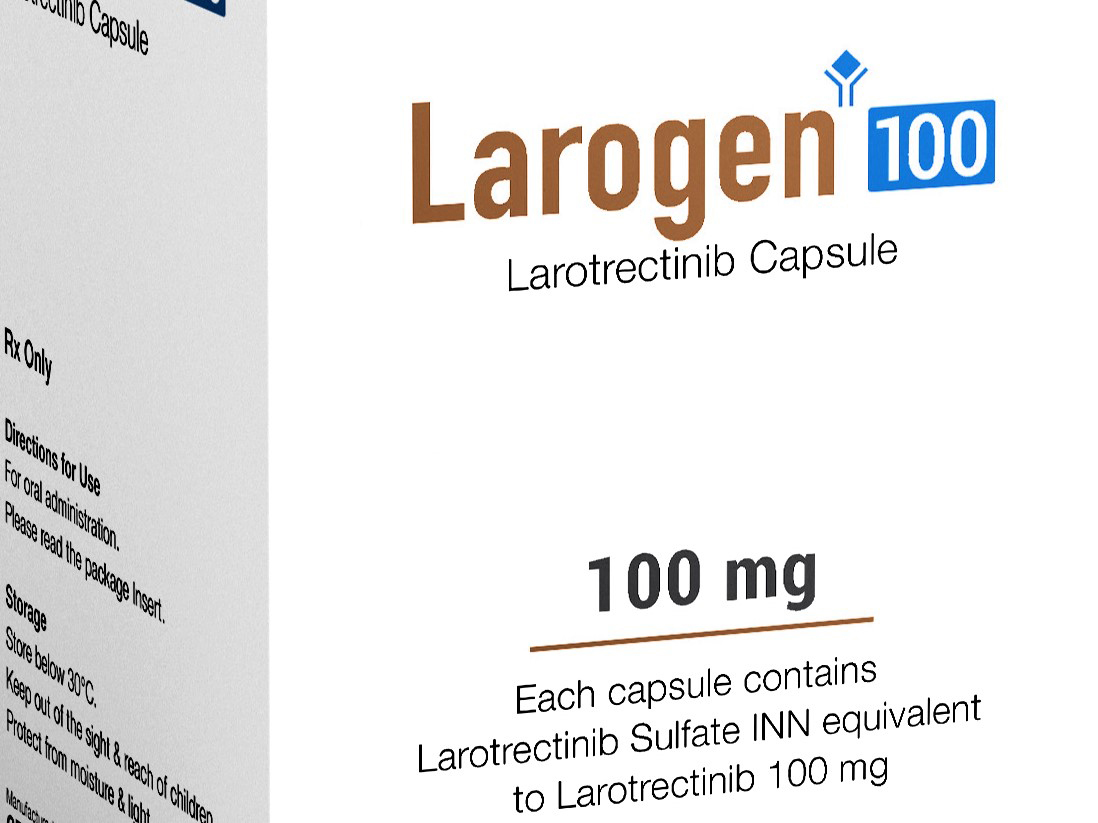 Capsule
Rx Only
Directions for Use
For oral administration.
Please read the package Insert.
Storage
Store below 30°C.
Keep out of the sight & reach of children
Protect from moisture & light
Larogen 100
Larotrectinib Capsule
100 mg
Each capsule contains
Larotrectinib Sulfate INN equivalent
to Larotrectinib 100 mg